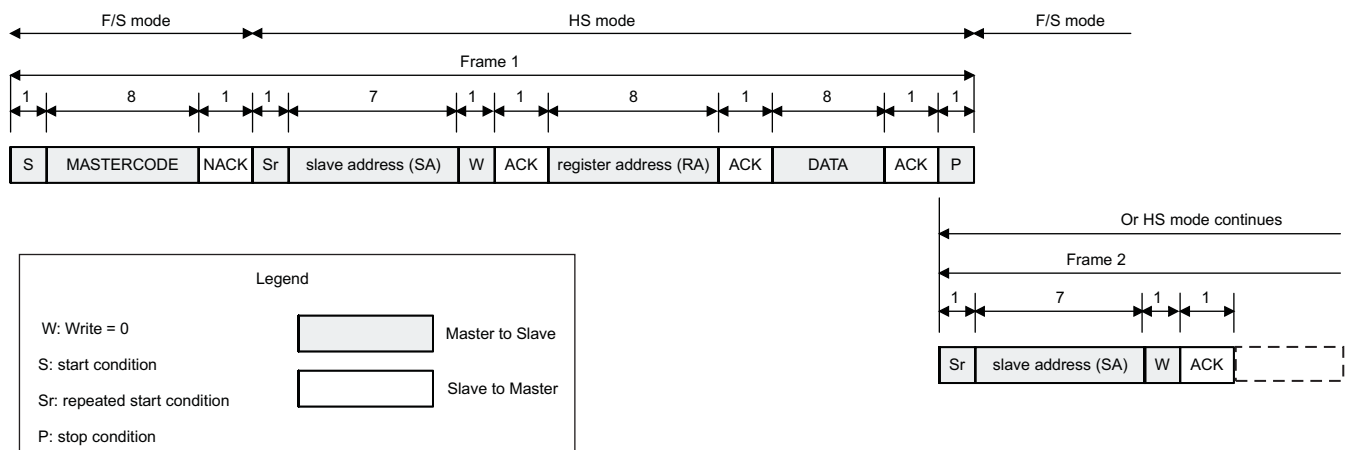 F/S mode HS mode F/S mode
Frame 1
1 8 1 1 7 1 1 8 1 8 1 1
S MASTERCODE NACK Sr slave address (SA) W ACK register address (RA) ACK DATA ACK P
Or HS mode continues
Frame 2
1 7 1 1
Sr slave address (SA) W ACK
Legend
W: Write = 0
Master to Slave
S: start condition
Slave to Master
Sr: repeated start condition
P: stop condition